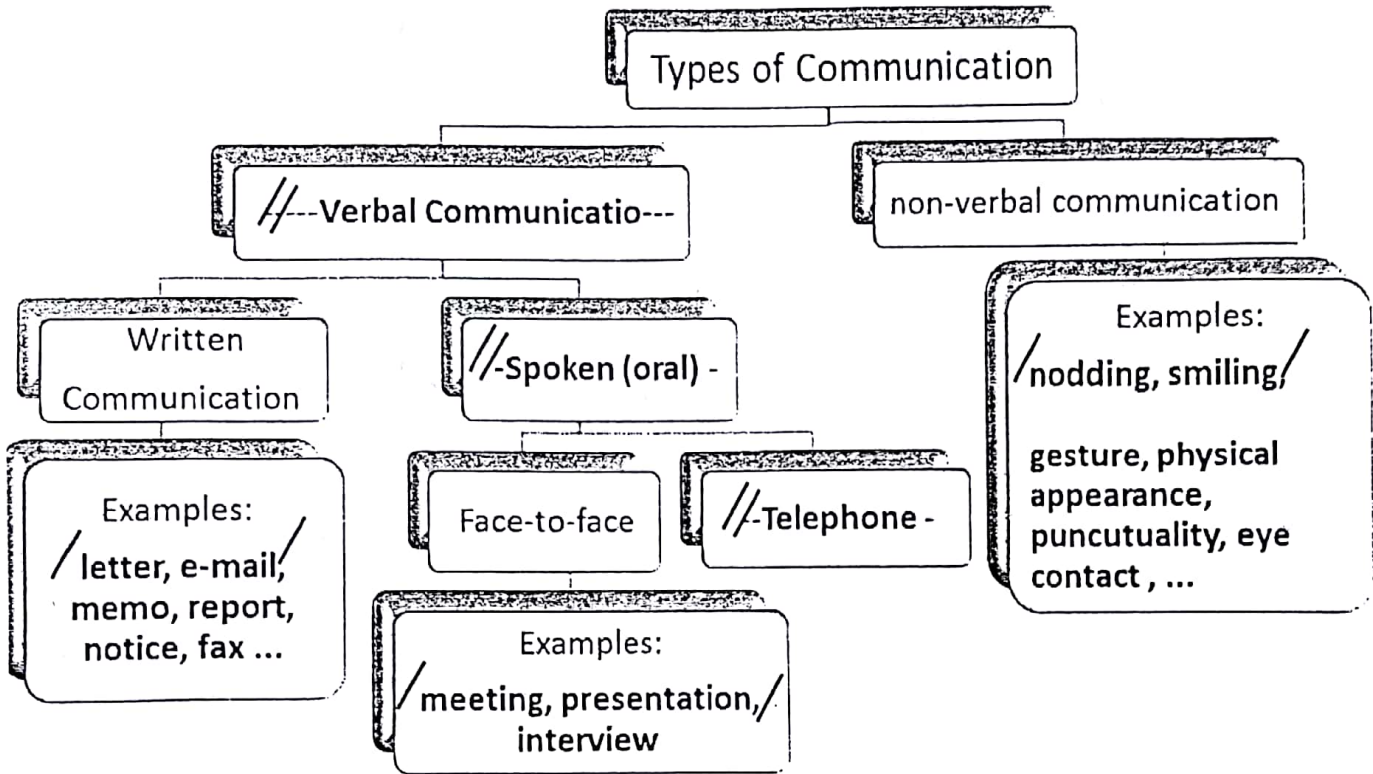 Types of Communication
//----Verbal Communicatio---
non-verbal communication
Written
Communication
//-Spoken (oral) -
Examples:
/nodding, smiling,/
gesture, physical
appearance,
puncutuality, eye
contact , ...
Face-to-face
//-Telephone -
Examples:
/ letter, e-mail,/
memo, report,
notice, fax ...
Examples:
/ meeting, presentation,/
interview